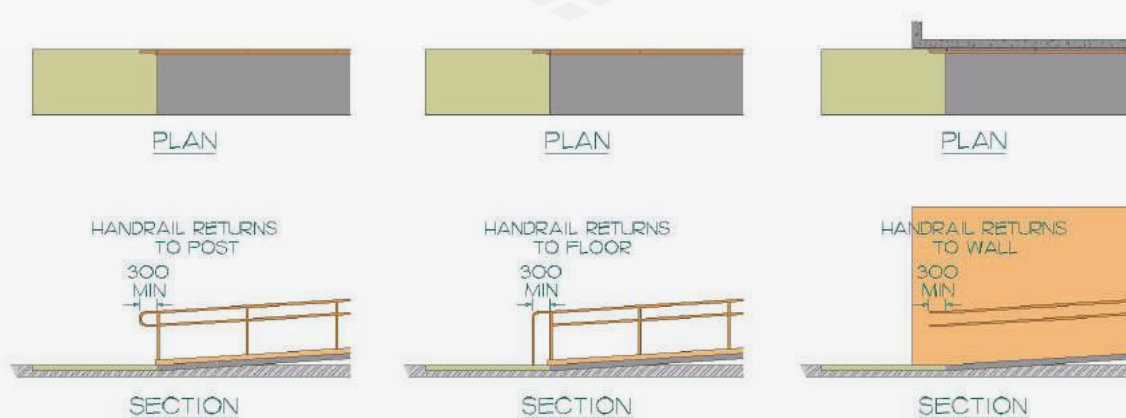 PLAN
PLAN
PLAN
HANDRAIL RETURNS
TO POST
300
MIN
HANDRAIL RETURNS
TO FLOOR
300
MIN
HANDRAIL RETURNS
TO WALL
300
MIN
SECTION
SECTION
SECTION